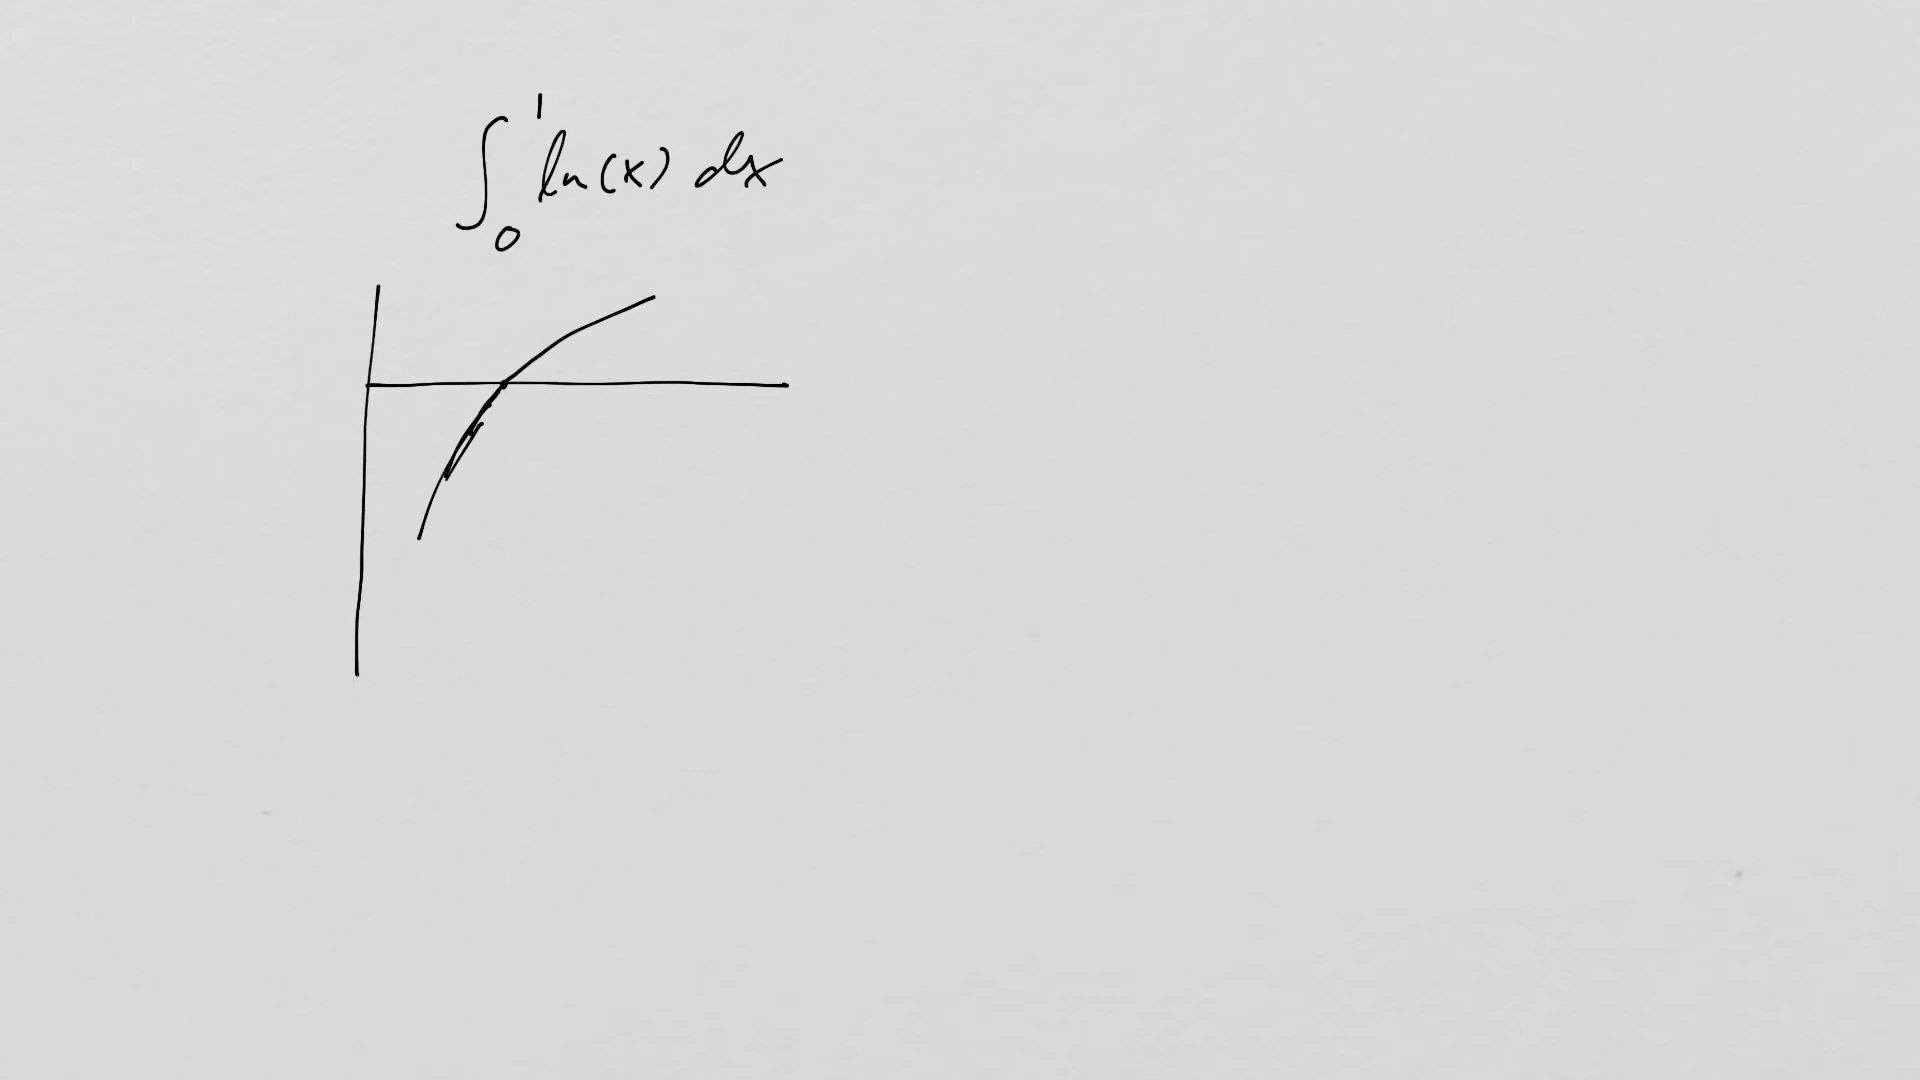 ∫₀¹ ln(x) dx